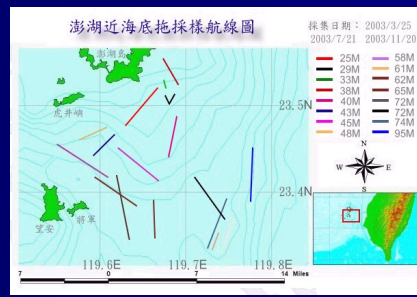 澎湖近海底拖採樣航線圖
採集日期： 2003/3/25
2003/7/21 2003/11/20
25M 58M
29M 61M
33M 62M
38M 65M
40M 72M
43M 72M
45M 74M
48M 95M
澎湖島
虎井嶼
望安
將軍
23.5N
23.4N
119.6E 119.7E 119.8E
N
W E
S
7 0 7 14 Miles